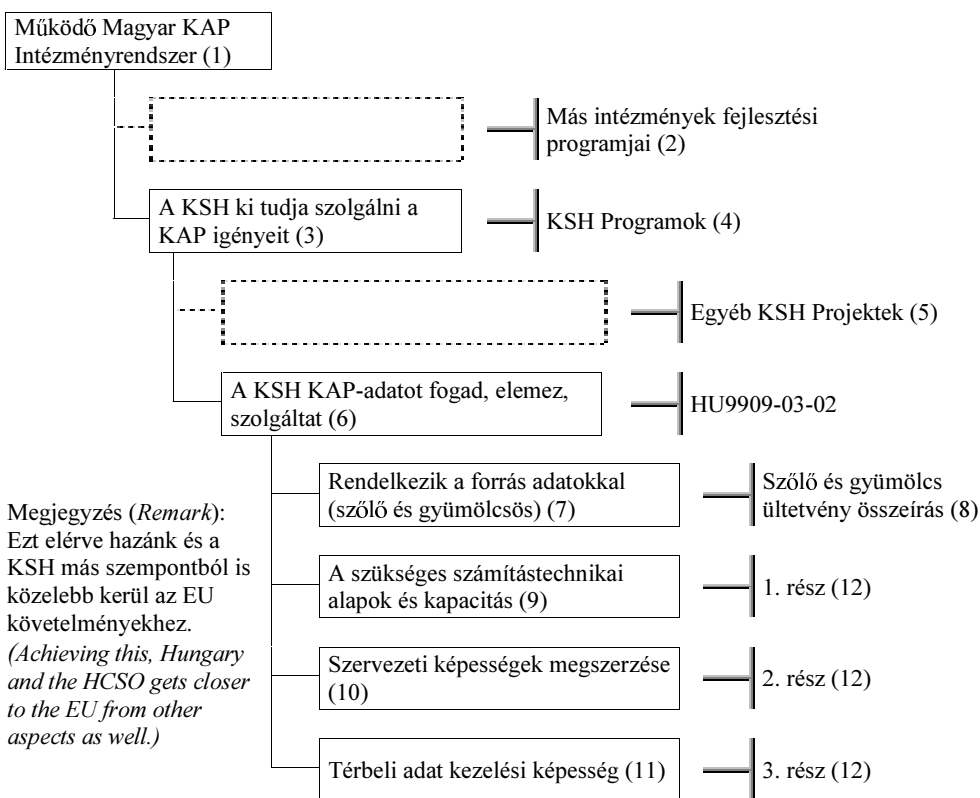 Működő Magyar KAP
Intézményrendszer (1)
Más intézmények fejlesztési
programjai (2)
A KSH ki tudja szolgálni a
KAP igényeit (3)
KSH Programok (4)
Egyéb KSH Projektek (5)
A KSH KAP-adatot fogad, elemez,
szolgáltat (6)
HU9909-03-02
Rendelkezik a forrás adatokkal
(szőlő és gyümölcsös) (7)
Szőlő és gyümölcs
ültetvény összeírás (8)
Megjegyzés (Remark):
Ezt elérve hazánk és a
KSH más szempontból is
közelebb kerül az EU
követelményekhez.
(Achieving this, Hungary
and the HCSO gets closer
to the EU from other
aspects as well.)
A szükséges számítástechnikai
alapok és kapacitás (9)
1. rész (12)
Szervezeti képességek megszerzése
(10)
2. rész (12)
Térbeli adat kezelési képesség (11)
3. rész (12)